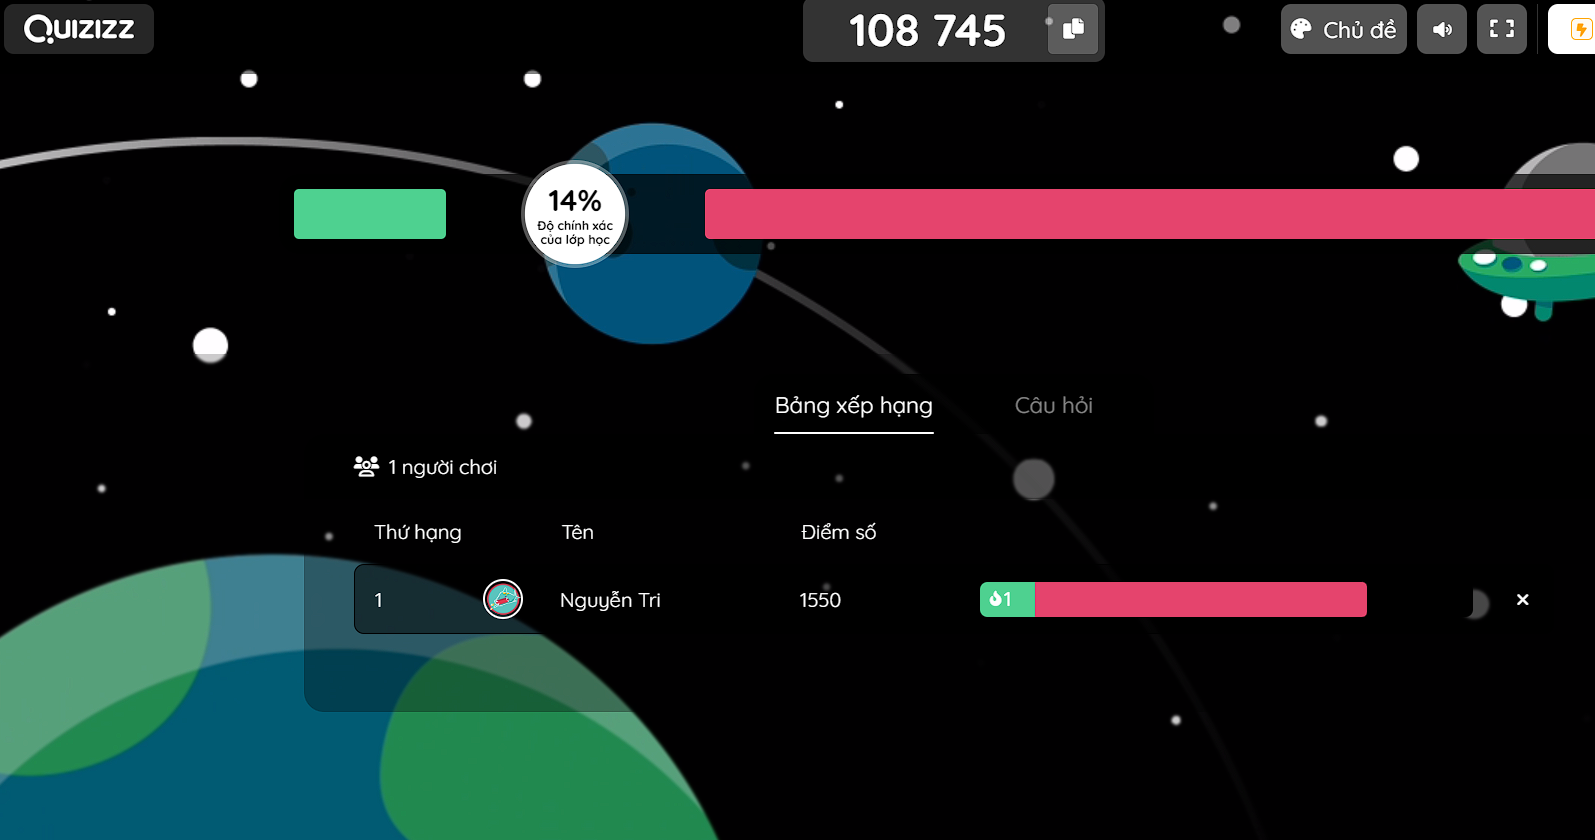 QUIZIZZ
108 745
Chủ đề
14%
Độ chính xác
của lớp học
Bảng xếp hạng
Câu hỏi
1 người chơi
Thứ hạng Tên Điểm số
1 Nguyễn Tri 1550 1